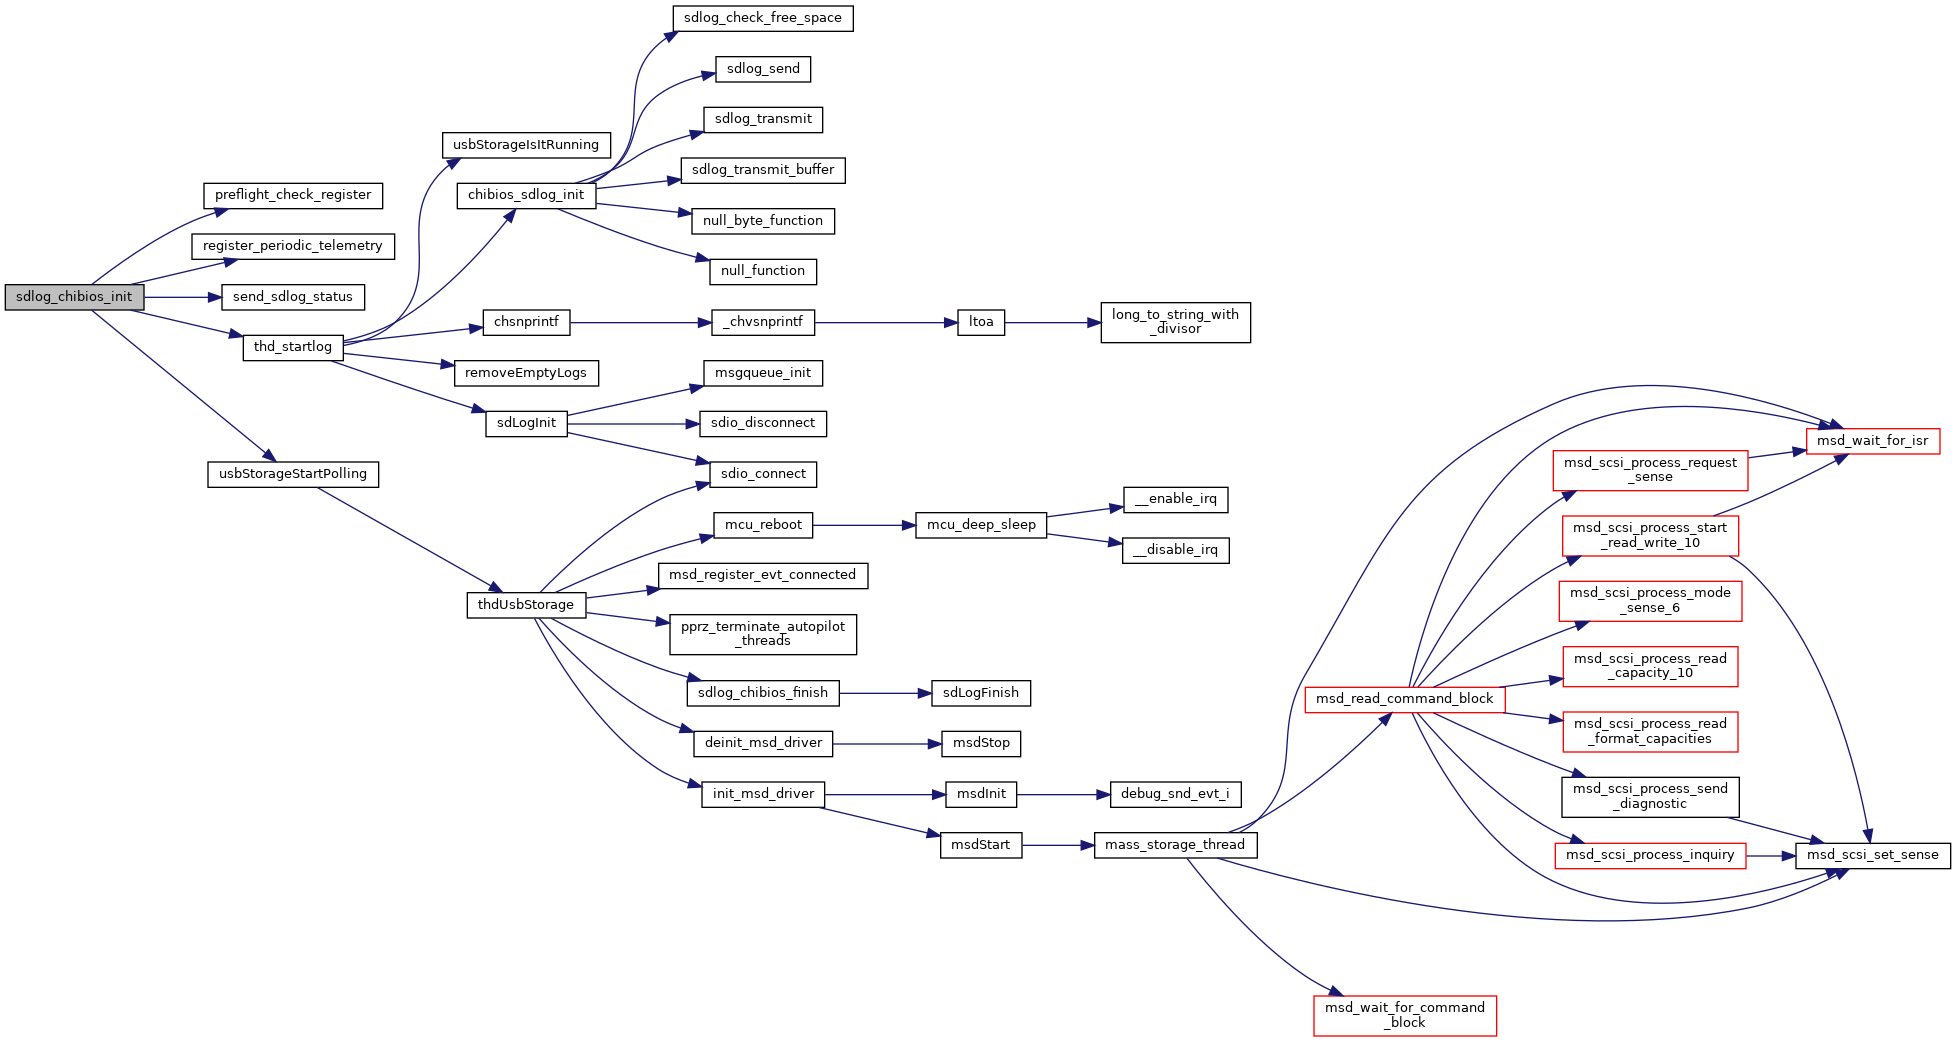 sdlog_chibios_init
preflight_check_register
register_periodic_telemetry
send_sdlog_status
thd_startlog
usbStorageStartPolling
usbStorageIsItRunning
chibios_sdlog_init
chsnprintf
removeEmptyLogs
sdLogInit
thdUsbStorage
sdlog_check_free_space
sdlog_send
sdlog_transmit
sdlog_transmit_buffer
null_byte_function
null_function
_chvsnprintf
msgqueue_init
sdio_disconnect
sdio_connect
mcu_reboot
msd_register_evt_connected
pprz_terminate_autopilot
_threads
sdlog_chibios_finish
deinit_msd_driver
init_msd_driver
ltoa
mcu_deep_sleep
sdLogFinish
msdStop
msdInit
msdStart
long_to_string_with
_divisor
__enable_irq
__disable_irq
debug_snd_evt_i
mass_storage_thread
msd_read_command_block
msd_wait_for_command
_block
msd_scsi_process_request
_sense
msd_scsi_process_start
_read_write_10
msd_scsi_process_mode
_sense_6
msd_scsi_process_read
_capacity_10
msd_scsi_process_read
_format_capacities
msd_scsi_process_send
_diagnostic
msd_scsi_process_inquiry
msd_wait_for_isr
msd_scsi_set_sense